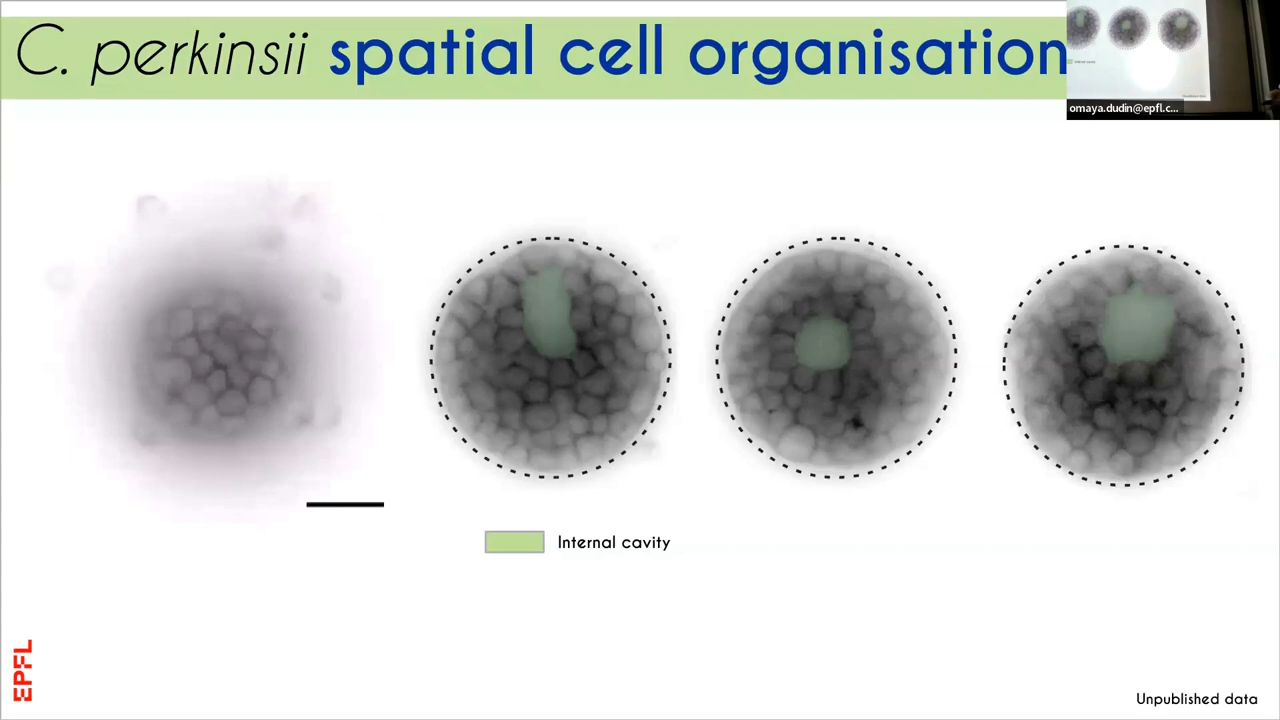 C. perkinsii spatial cell organisation
omaya.dudin@epfl.c...
Internal cavity
EPFL
Unpublished data